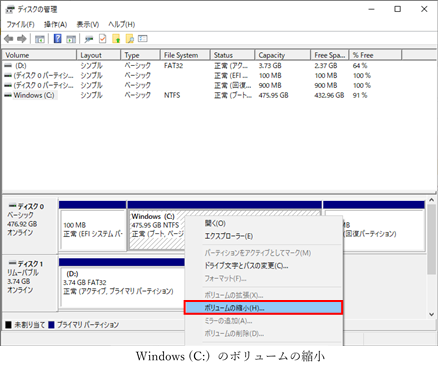 ディスクの管理
ファイル(F) 操作(A) 表示(V) ヘルプ(H)
Volume Layout Type File System Status Capacity Free Spa... % Free
(D:) シンプル ベーシック FAT32 正常 (アク... 3.73 GB 2.37 GB 64 %
(ディスク 0 パーティシ... シンプル ベーシック 正常 (EFI ... 100 MB 100 MB 100 %
(ディスク 0 パーティシ... シンプル ベーシック 正常 (回復... 900 MB 900 MB 100 %
Windows (C:) シンプル ベーシック NTFS 正常 (ブート... 475.95 GB 432.96 GB 91 %
ディスク 0
ベーシック
476.92 GB
オンライン
100 MB
正常 (EFI システム パー
Windows (C:)
475.95 GB NTFS
正常 (ブート, ページ
回復パーティション)
ディスク 1
リムーバブル
3.74 GB
オンライン
(D:)
3.74 GB FAT32
正常 (アクティブ, プライマリ パーティション)
開く(O)
エクスプローラー(E)
パーティションをアクティブとしてマーク(M)
ドライブ文字とパスの変更(C)...
フォーマット(F)...
ボリュームの拡張(X)...
ボリュームの縮小(H)...
ミラーの追加(A)...
ボリュームの削除(D)...
未割り当て プライマリ パーティション
Windows (C:) のボリュームの縮小